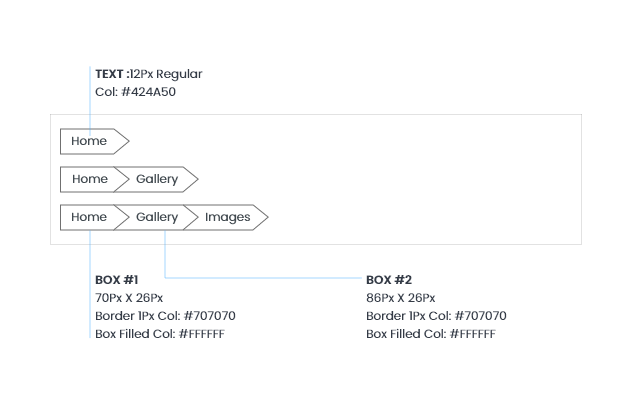 TEXT :12Px Regular
Col: #424A50
Home
Home Gallery
Home Gallery Images
BOX #1
70Px X 26Px
Border 1Px Col: #707070
Box Filled Col: #FFFFFF
BOX #2
86Px X 26Px
Border 1Px Col: #707070
Box Filled Col: #FFFFFF